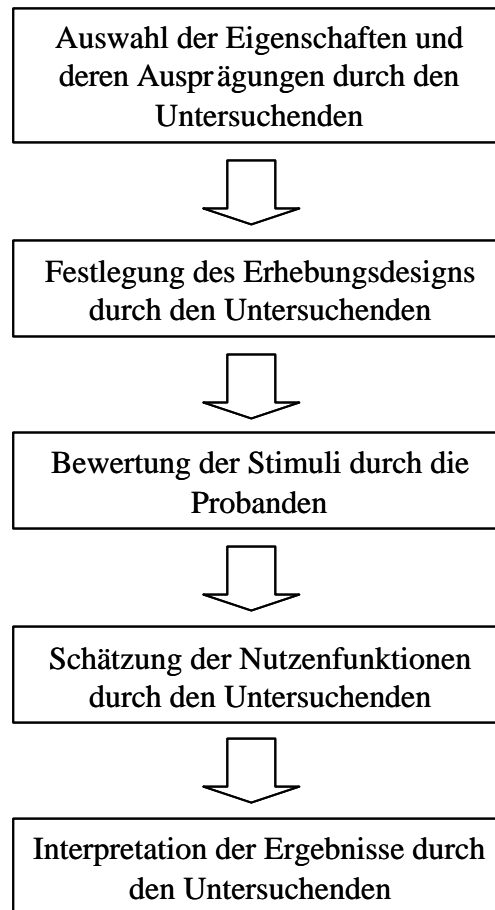 Auswahl der Eigenschaften und
deren Ausprägungen durch den
Untersuchenden
Festlegung des Erhebungsdesigns
durch den Untersuchenden
Bewertung der Stimuli durch die
Probanden
Schätzung der Nutzenfunktionen
durch den Untersuchenden
Interpretation der Ergebnisse durch
den Untersuchenden